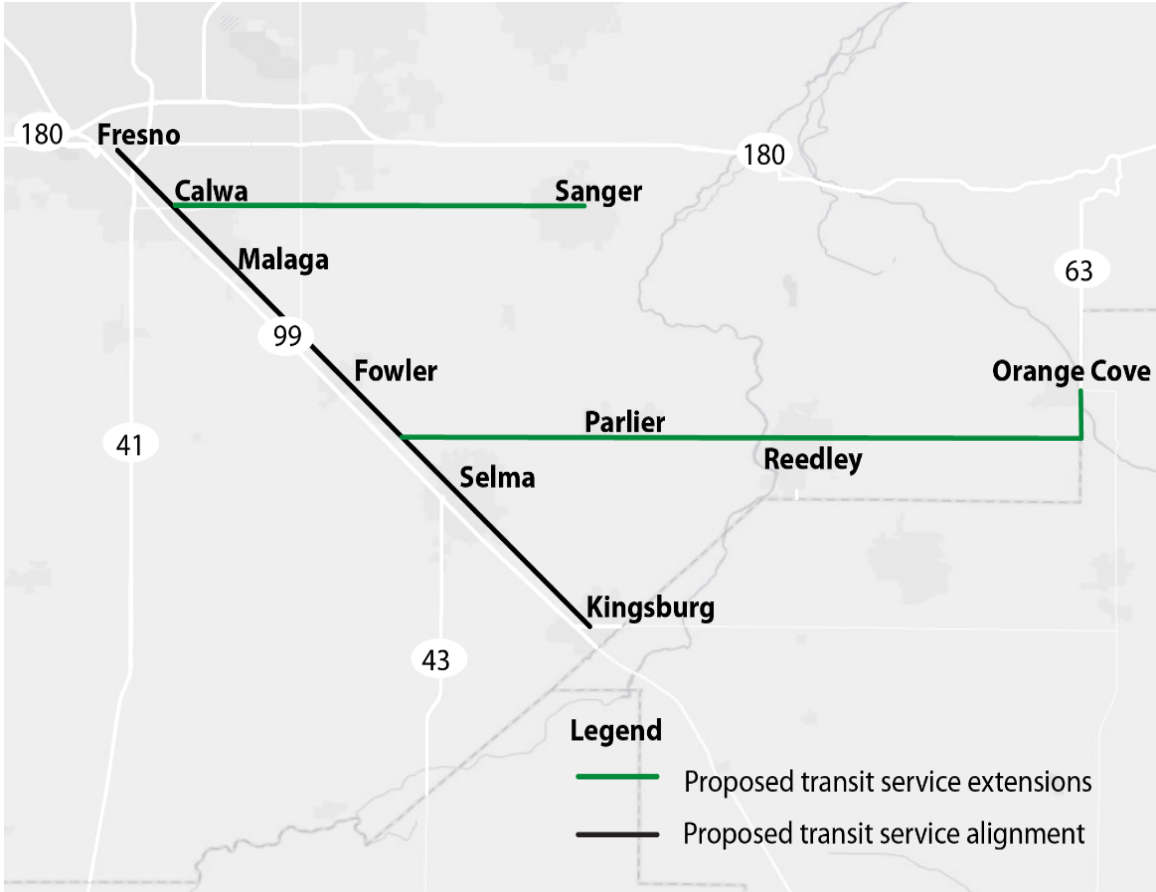 180
Fresno
180
Calwa
Sanger
Malaga
63
99
Fowler
Orange Cove
Parlier
41
Reedley
Selma
Kingsburg
43
Legend
Proposed transit service extensions
Proposed transit service alignment